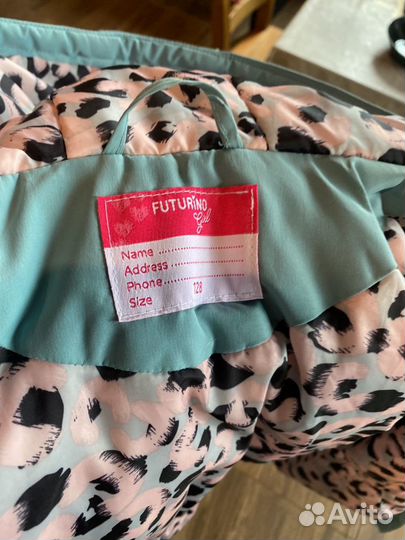 FUTURINO
Girl
Name ..........................
Address ......................
Phone .........................
Size 128
Avito